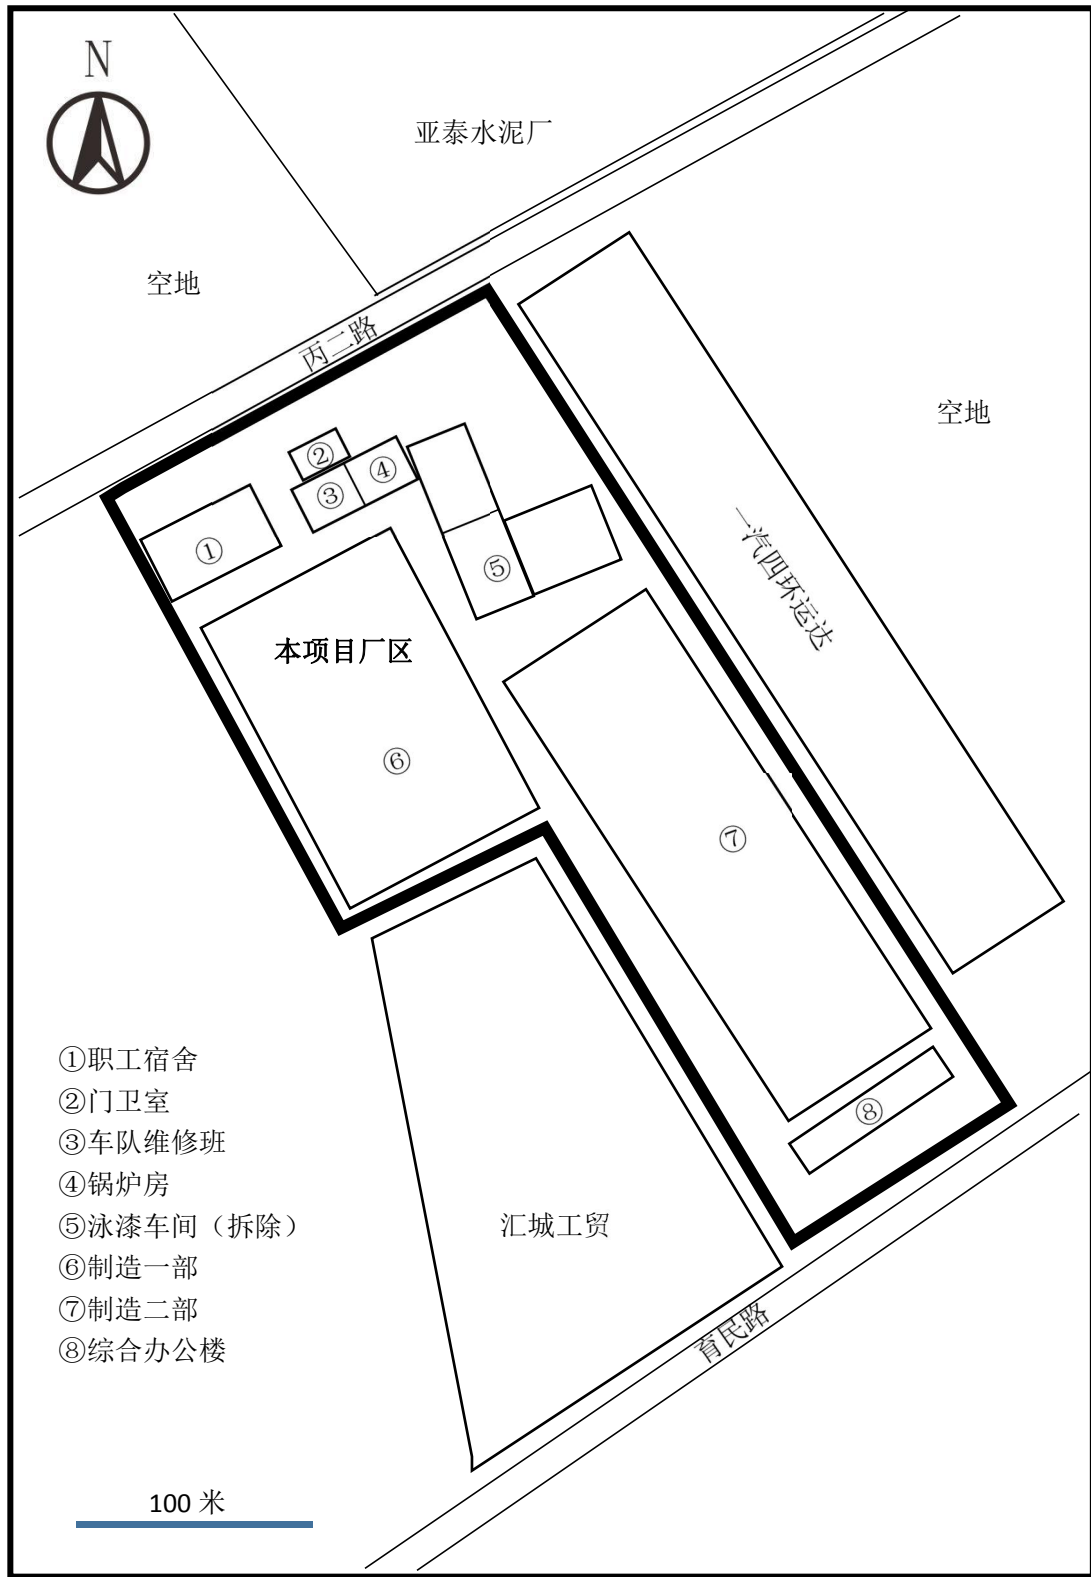 N
亚泰水泥厂
空地
丙二路
空地
②
④
③
①
⑤
一汽四环运达
本项目厂区
⑥
⑦
①职工宿舍
②门卫室
③车队维修班
④锅炉房
⑤泳漆车间（拆除）
⑥制造一部
⑦制造二部
⑧综合办公楼
⑧
汇城工贸
育民路
100 米